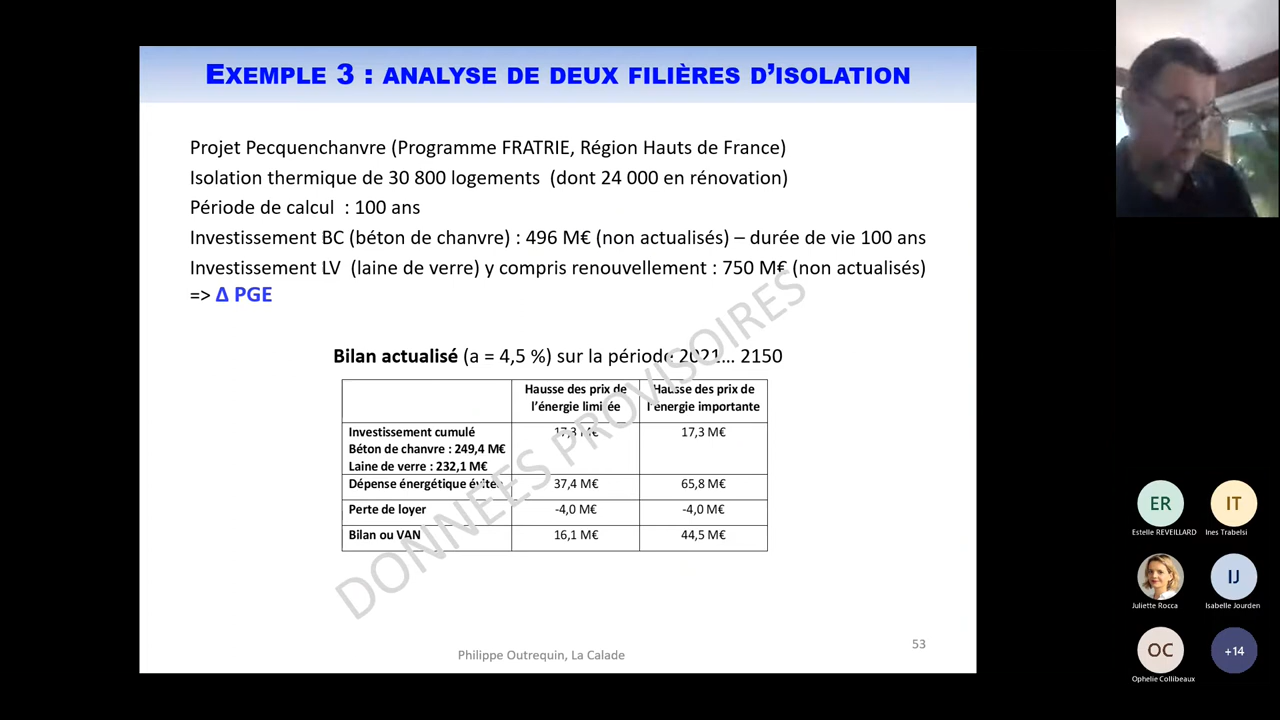 EXEMPLE 3 : ANALYSE DE DEUX FILIÈRES D'ISOLATION
Projet Pecquenchanvre (Programme FRATRIE, Région Hauts de France)
Isolation thermique de 30 800 logements (dont 24 000 en rénovation)
Période de calcul : 100 ans
Investissement BC (béton de chanvre) : 496 M€ (non actualisés) – durée de vie 100 ans
Investissement LV (laine de verre) y compris renouvellement : 750 M€ (non actualisés)
=> Δ PGE
Bilan actualisé (a = 4,5 %) sur la période 2021... 2150
Hausse des prix de l'énergie limitée
Hausse des prix de l'énergie importante
Investissement cumulé
Béton de chanvre : 249,4 M€
Laine de verre : 232,1 M€
17,3 M€
17,3 M€
Dépense énergétique évitée
37,4 M€
65,8 M€
Perte de loyer
-4,0 M€
-4,0 M€
Bilan ou VAN
16,1 M€
44,5 M€
DONNEES PROVISOIRES
Philippe Outrequin, La Calade
53
ER
IT
Estelle REVEILLARD
Ines Trabelsi
IJ
Juliette Rocca
Isabelle Jourden
OC
+14
Ophelie Collibeaux